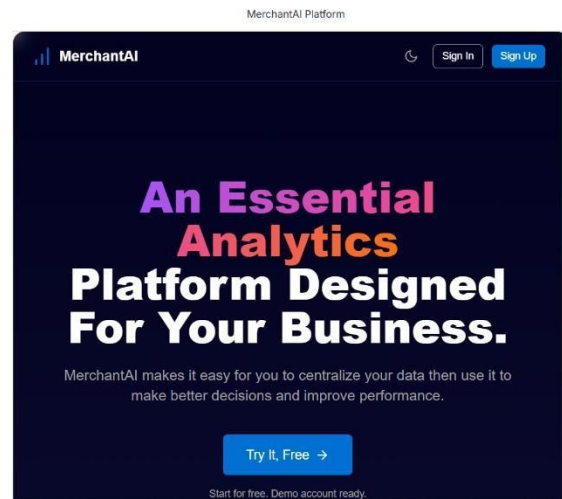 MerchantAI Platform
MerchantAI
Sign In
Sign Up
An Essential
Analytics
Platform Designed
For Your Business.
MerchantAI makes it easy for you to centralize your data then use it to
make better decisions and improve performance.
Try It, Free →
Start for free. Demo account ready.